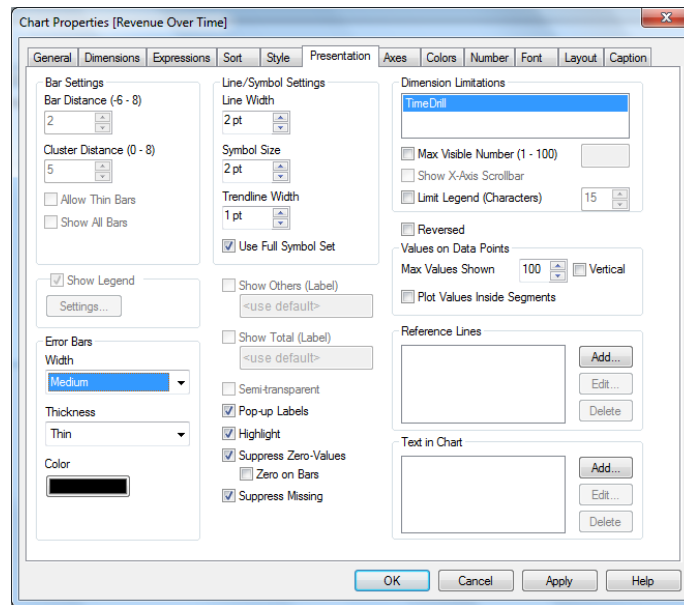 Chart Properties [Revenue Over Time]
General Dimensions Expressions Sort Style Presentation Axes Colors Number Font Layout Caption
Bar Settings
Bar Distance (-6 - 8)
2
Cluster Distance (0 - 8)
5
Allow Thin Bars
Show All Bars
Show Legend
Settings...
Error Bars
Width
Medium
Thickness
Thin
Color
Line/Symbol Settings
Line Width
2 pt
Symbol Size
2 pt
Trendline Width
1 pt
Use Full Symbol Set
Show Others (Label)
<use default>
Show Total (Label)
<use default>
Semi-transparent
Pop-up Labels
Highlight
Suppress Zero-Values
Zero on Bars
Suppress Missing
Dimension Limitations
TimeDrill
Max Visible Number (1 - 100)
Show X-Axis Scrollbar
Limit Legend (Characters) 15
Reversed
Values on Data Points
Max Values Shown 100 Vertical
Plot Values Inside Segments
Reference Lines
Add...
Edit...
Delete
Text in Chart
Add...
Edit...
Delete
OK Cancel Apply Help